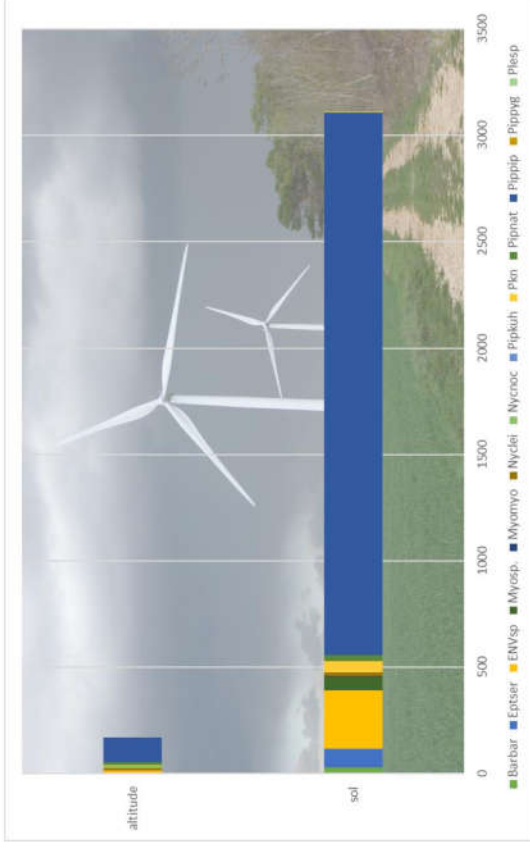 altitude
sol
0 500 1000 1500 2000 2500 3000 3500
Barbar Eptser ENVsp Myosp. Myomyo Nyclei Nycnoc Pipkuh Pkn Pipnat Pippip Pippyg Plesp